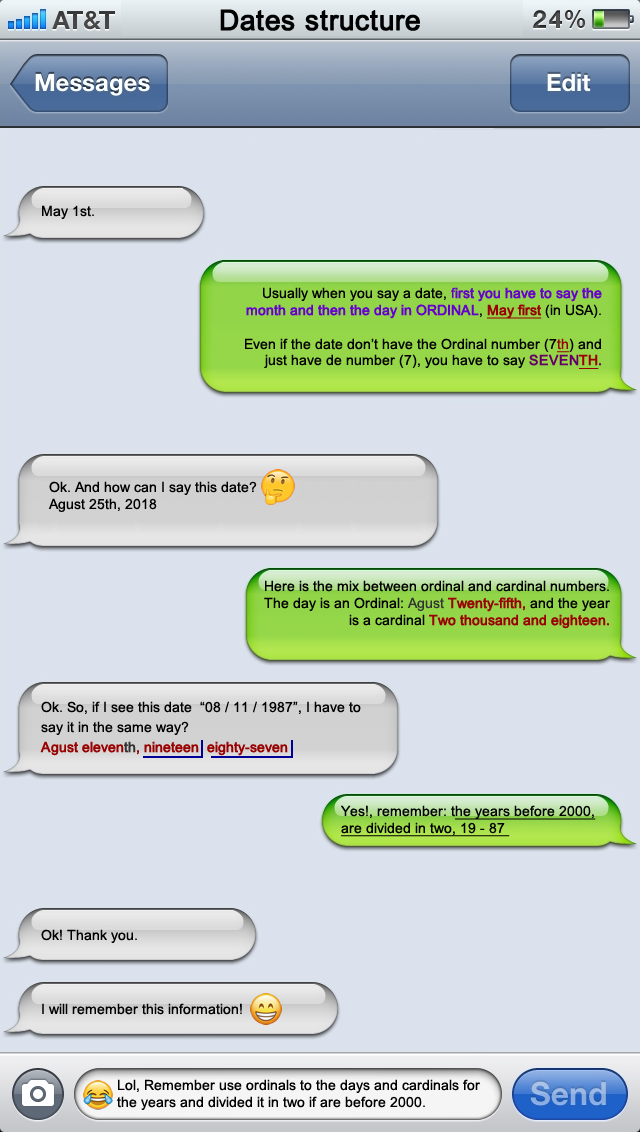 AT&T
Dates structure
24%
Messages
Edit
May 1st.
Usually when you say a date, first you have to say the
month and then the day in ORDINAL, May first (in USA).
Even if the date don’t have the Ordinal number (7th) and
just have de number (7), you have to say SEVENTH.
Ok. And how can I say this date?
Agust 25th, 2018
Here is the mix between ordinal and cardinal numbers.
The day is an Ordinal: Agust Twenty-fifth, and the year
is a cardinal Two thousand and eighteen.
Ok. So, if I see this date “08 / 11 / 1987”, I have to
say it in the same way?
Agust eleventh, nineteen eighty-seven
Yes!, remember: the years before 2000,
are divided in two, 19 - 87
Ok! Thank you.
I will remember this information!
Lol, Remember use ordinals to the days and cardinals for
the years and divided it in two if are before 2000.
Send